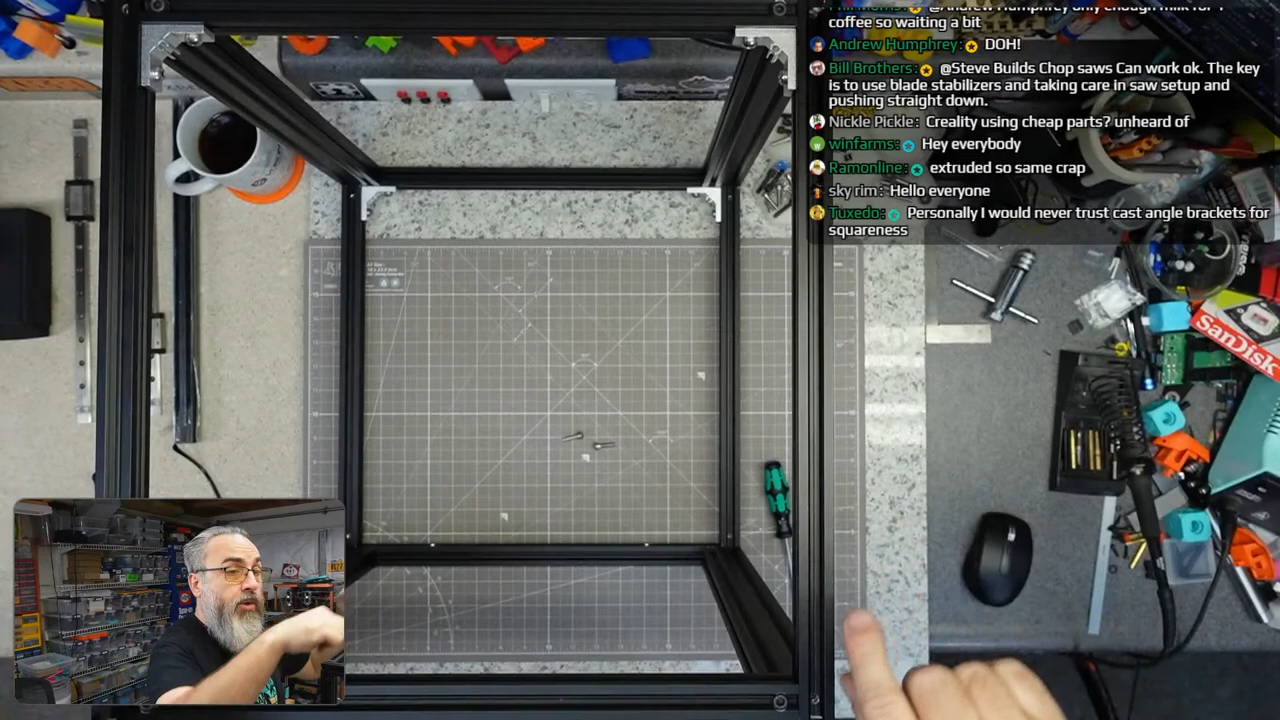 coffee so waiting a bit
Andrew Humphrey: DOH!
Bill Brothers: @Steve Builds Chop saws Can work ok. The key
is to use blade stabilizers and taking care in saw setup and
pushing straight down.
Nickle Pickle: Creality using cheap parts? unheard of
winfarms: Hey everybody
Ramonline: extruded so same crap
sky rim: Hello everyone
Tuxedo: Personally I would never trust cast angle brackets for
squareness
SanDisk